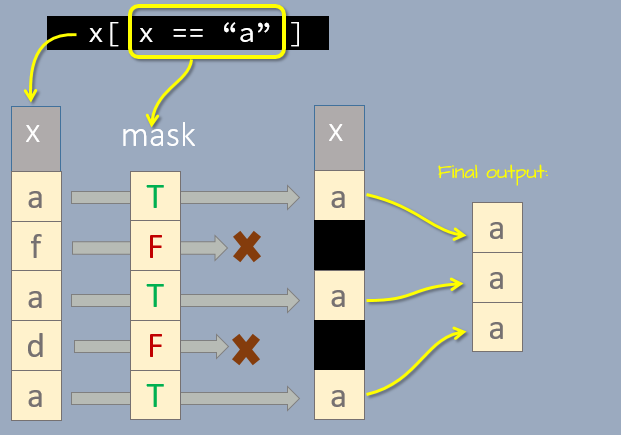 x[ x == “a” ]
x mask x
Final output:
a T a
a
f F
a
a T a
a
d F
a T a